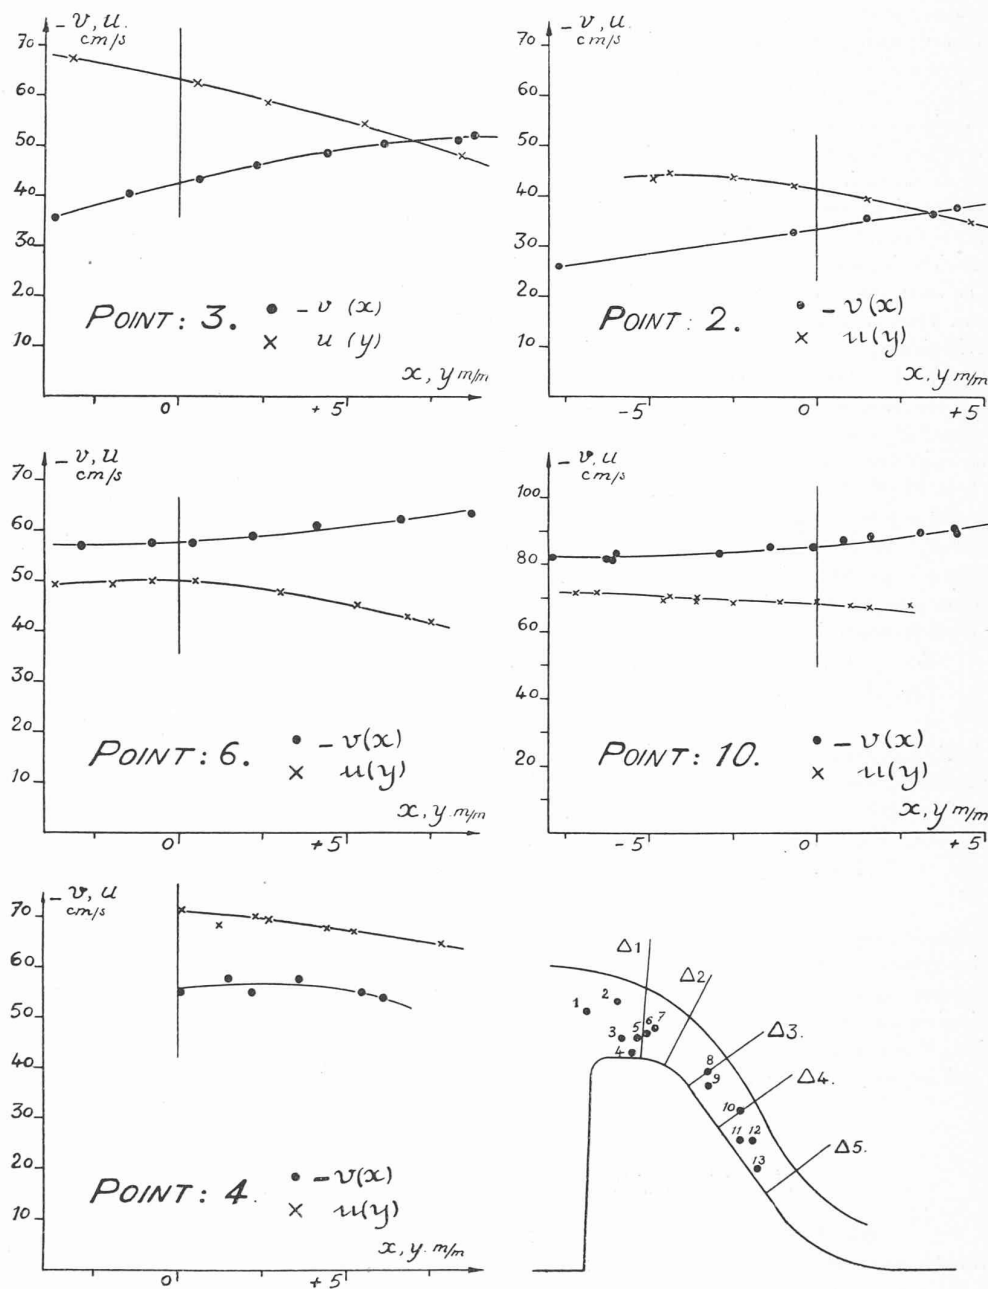 - v, u.
cm/s
70
60
50
40
30
20
10
POINT: 3.
● - v (x)
× u (y)
x, y m/m
0
+5
- v, u
cm/s
70
60
50
40
30
20
10
POINT: 2.
● - v(x)
× u(y)
x, y m/m
-5
0
+5
- v, u
cm/s
70
60
50
40
30
20
10
POINT: 6.
● - v(x)
× u(y)
x, y. m/m
0
+5
- v, u
cm/s
100
80
60
40
20
POINT: 10.
● - v(x)
× u(y)
x, y m/m
-5
0
+5
- v, u
cm/s
70
60
50
40
30
20
10
POINT: 4.
● - v(x)
× u(y)
x, y. m/m
0
+5
Δ1
Δ2
Δ3.
Δ4.
Δ5.
1
2
3
4
5
6
7
8
9
10
11
12
13